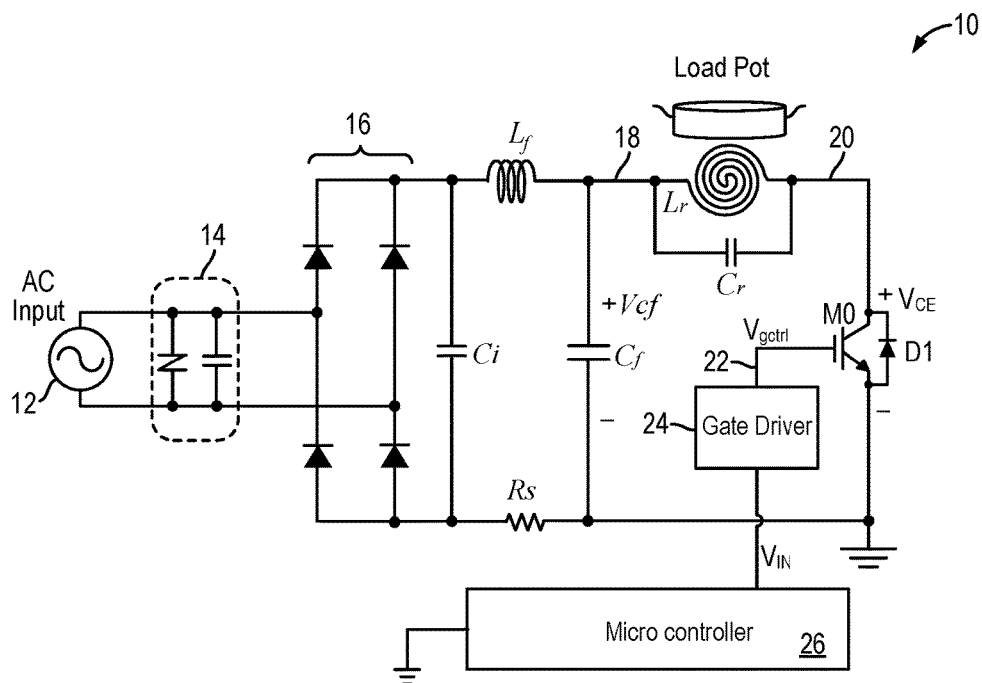 10
Load Pot
16
Lf
18
20
Lr
Cr
14
AC
Input
12
Ci
+Vcf
Cf
–
+ VCE
M0
D1
–
Vgctrl
22
24
Gate Driver
Rs
VIN
Micro controller
26